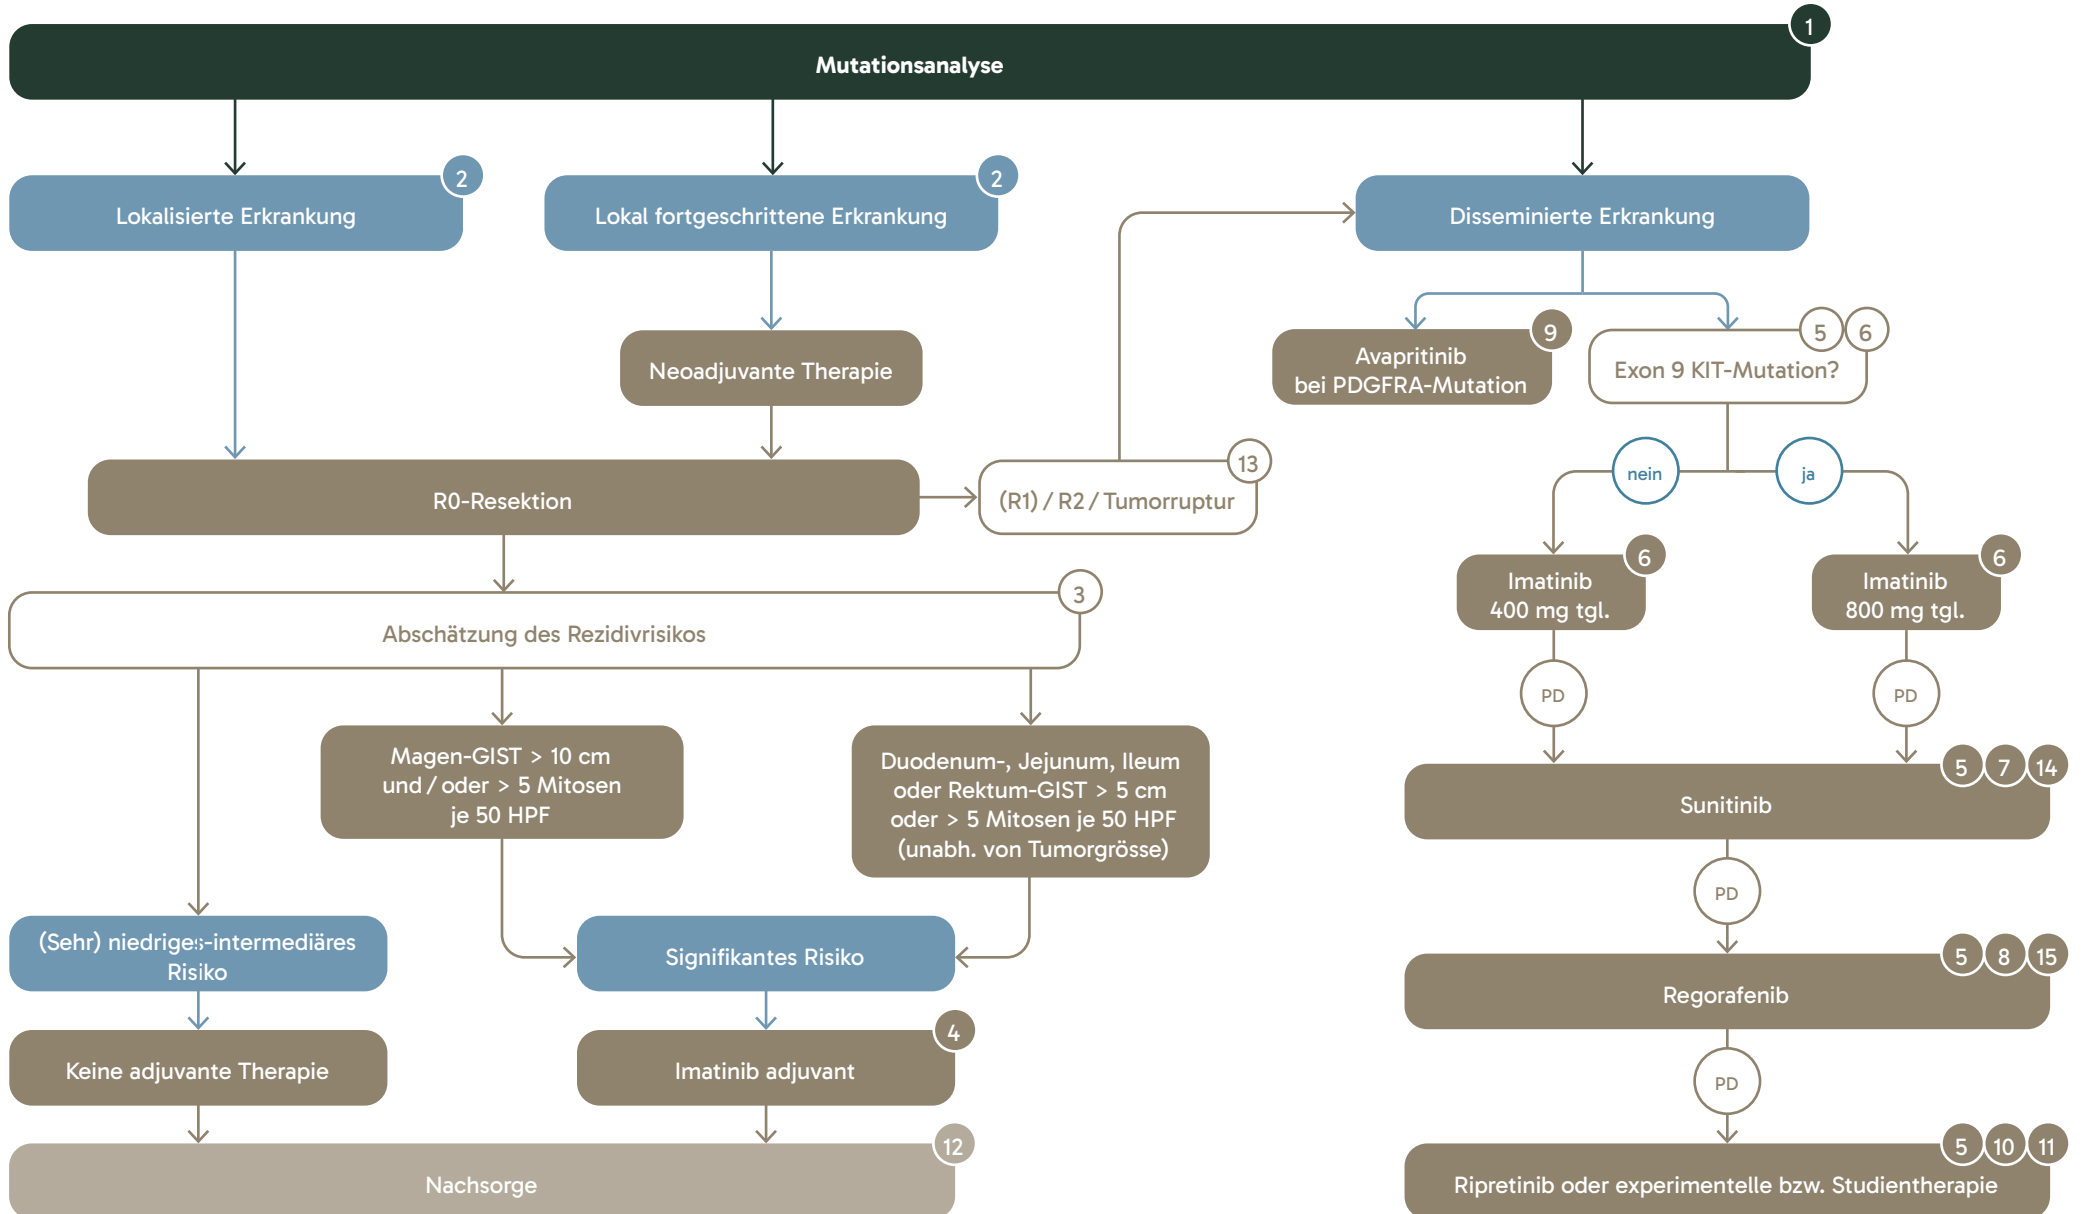 1
Mutationsanalyse
2
Lokalisierte Erkrankung
2
Lokal fortgeschrittene Erkrankung
Disseminierte Erkrankung
Neoadjuvante Therapie
9
Avapritinib
bei PDGFRA-Mutation
5 6
Exon 9 KIT-Mutation?
R0-Resektion
13
(R1) / R2 / Tumorruptur
nein
ja
6
Imatinib
400 mg tgl.
6
Imatinib
800 mg tgl.
3
Abschätzung des Rezidivrisikos
PD
PD
Magen-GIST > 10 cm
und / oder > 5 Mitosen
je 50 HPF
Duodenum-, Jejunum, Ileum
oder Rektum-GIST > 5 cm
oder > 5 Mitosen je 50 HPF
(unabh. von Tumorgrösse)
5 7 14
Sunitinib
PD
(Sehr) niedriges-intermediäres
Risiko
Signifikantes Risiko
5 8 15
Regorafenib
Keine adjuvante Therapie
4
Imatinib adjuvant
PD
12
Nachsorge
5 10 11
Ripretinib oder experimentelle bzw. Studientherapie